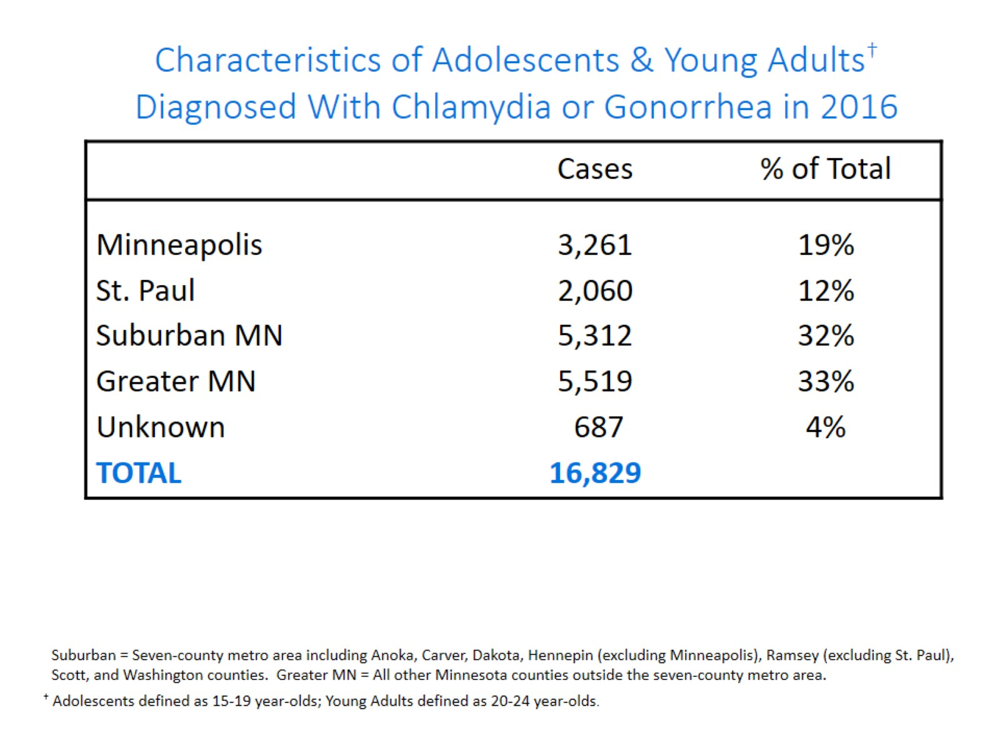 Characteristics of Adolescents & Young Adults†
Diagnosed With Chlamydia or Gonorrhea in 2016
Cases % of Total
Minneapolis 3,261 19%
St. Paul 2,060 12%
Suburban MN 5,312 32%
Greater MN 5,519 33%
Unknown 687 4%
TOTAL 16,829
Suburban = Seven-county metro area including Anoka, Carver, Dakota, Hennepin (excluding Minneapolis), Ramsey (excluding St. Paul),
Scott, and Washington counties. Greater MN = All other Minnesota counties outside the seven-county metro area.
† Adolescents defined as 15-19 year-olds; Young Adults defined as 20-24 year-olds.